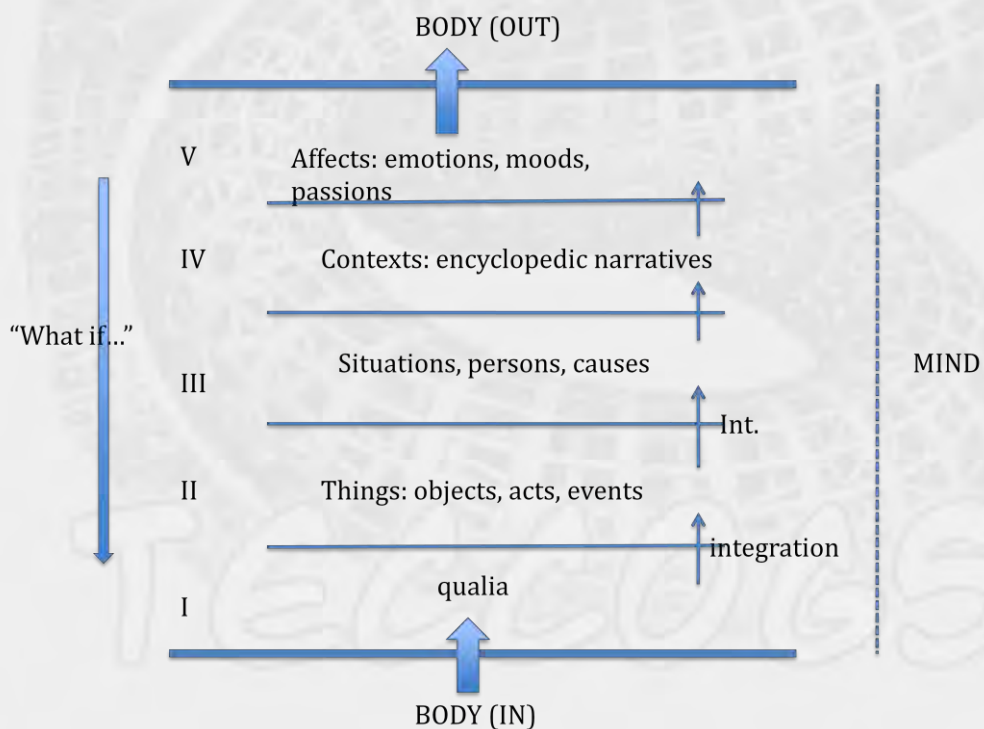 BODY (OUT)
V
Affects: emotions, moods,
passions
IV
Contexts: encyclopedic narratives
"What if..."
Situations, persons, causes
III
MIND
Int.
II
Things: objects, acts, events
integration
qualia
I
TECCOGS
BODY (IN)